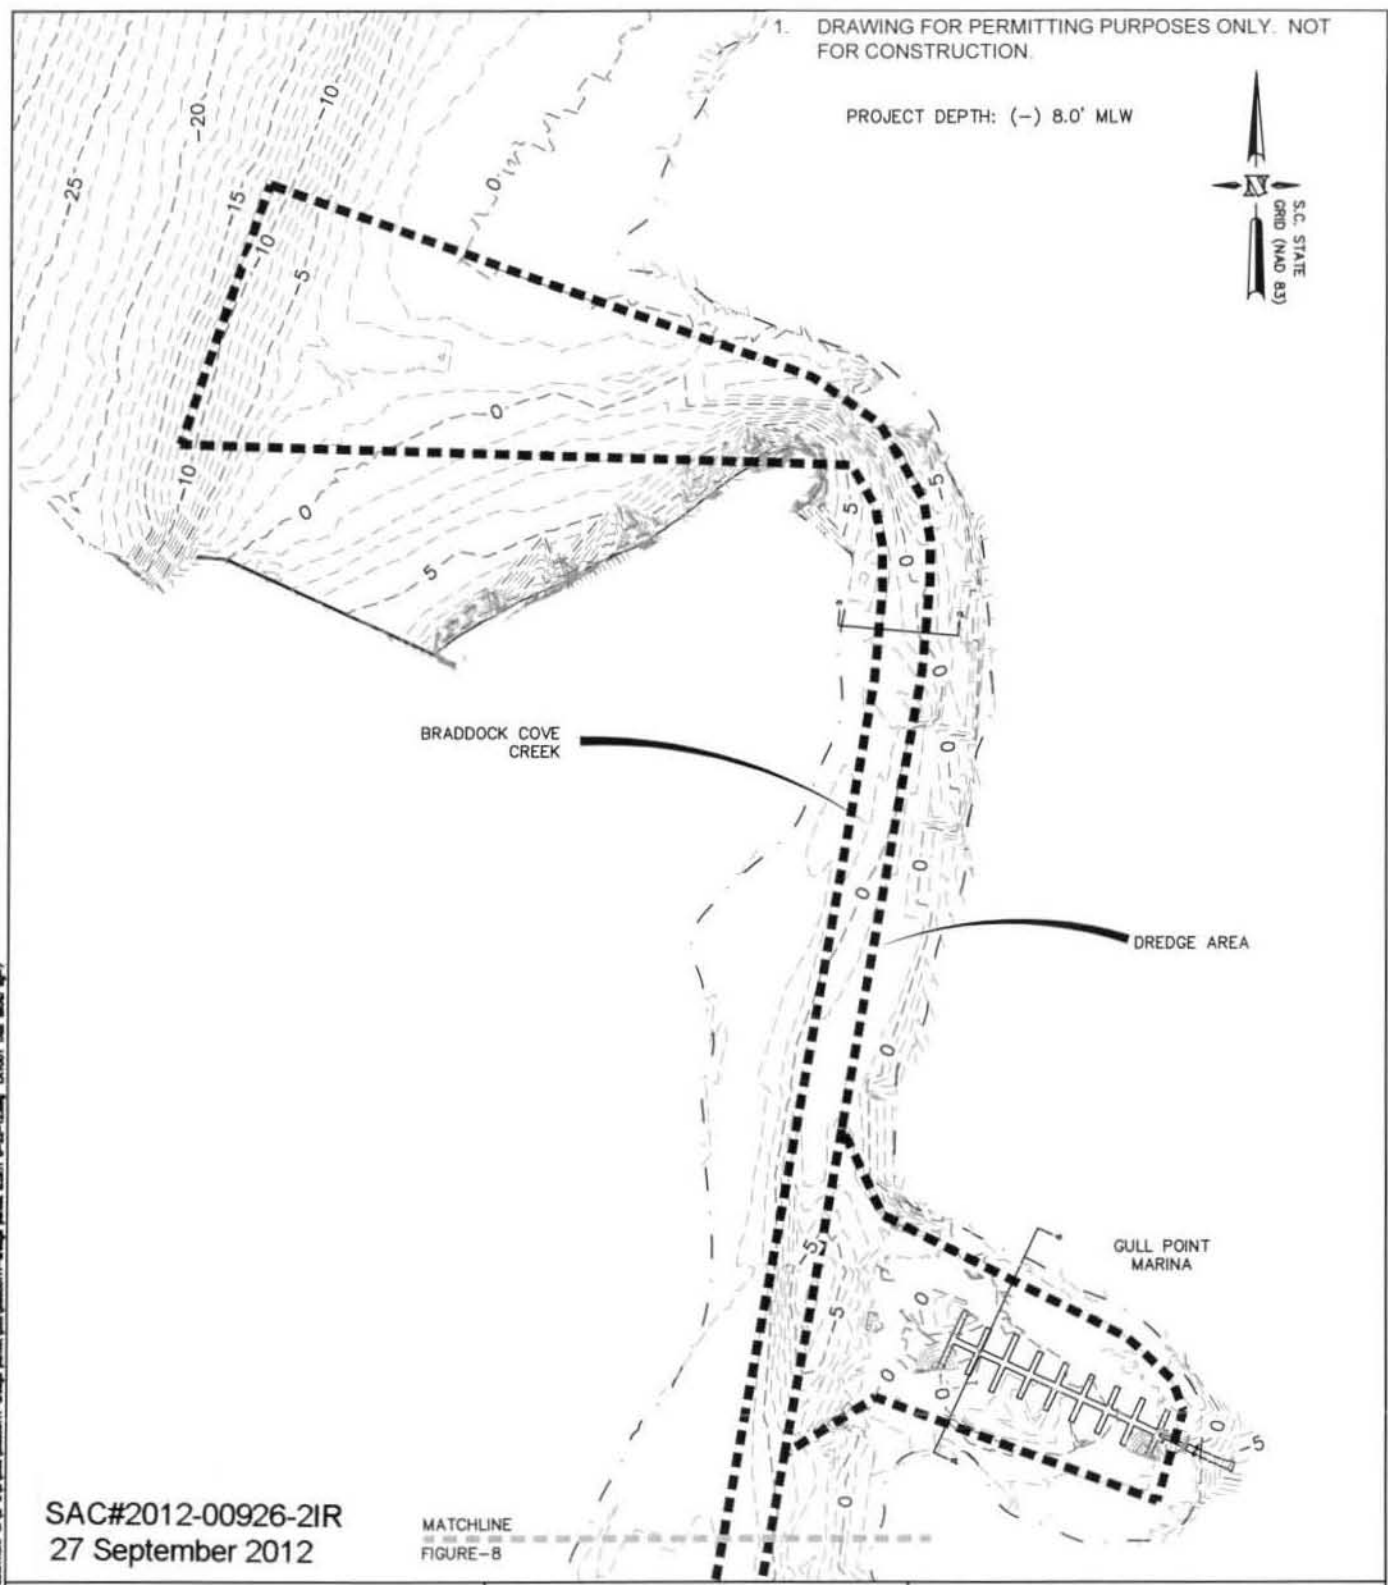 1. DRAWING FOR PERMITTING PURPOSES ONLY. NOT
FOR CONSTRUCTION.
PROJECT DEPTH: (-) 8.0' MLW
S.C. STATE
GRID (NAD 83)
-10
-20
-25
-15
-10
-5
0
0
-10
0
5
-5
5
0
0
0
BRADDOCK COVE
CREEK
0
0
DREDGE AREA
0
-5
GULL POINT
MARINA
0
-5
0
0
0
-5
0
SAC#2012-00926-2IR
27 September 2012
MATCHLINE
FIGURE-8